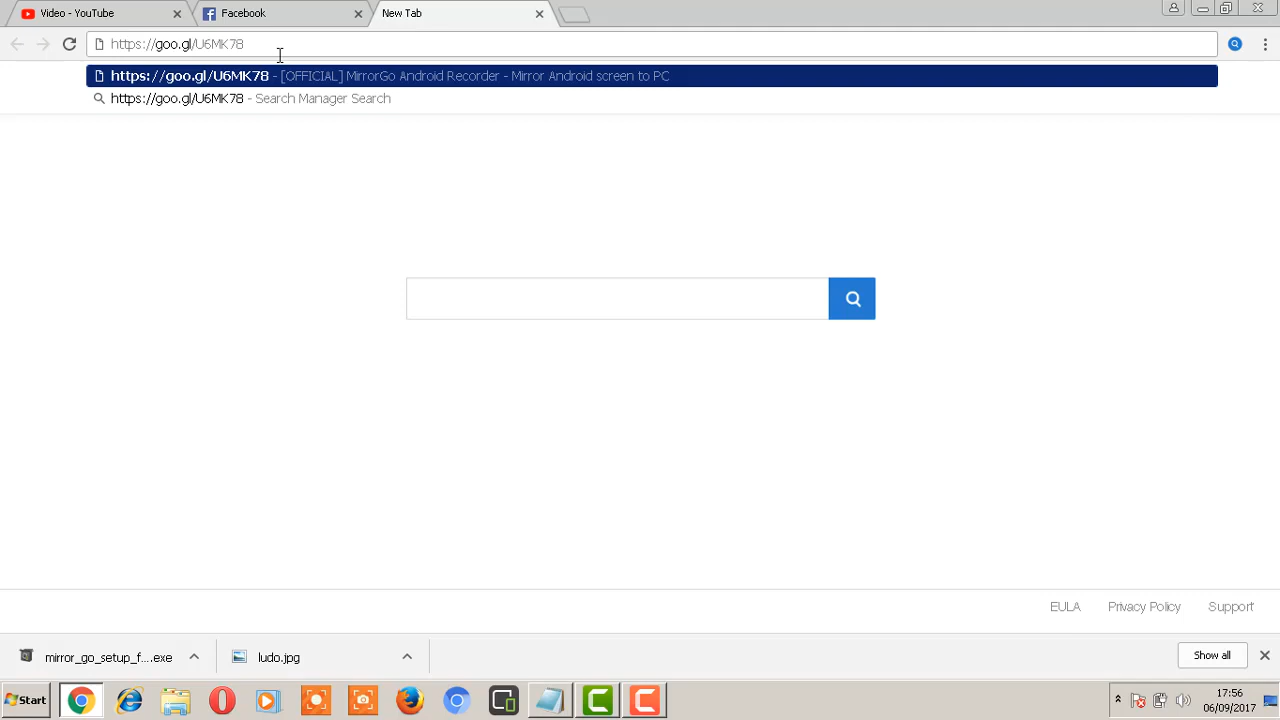 Video - YouTube
Facebook
New Tab
https://goo.gl/U6MK78
https://goo.gl/U6MK78 - [OFFICIAL] MirrorGo Android Recorder - Mirror Android screen to PC
https://goo.gl/U6MK78 - Search Manager Search
EULA
Privacy Policy
Support
mirror_go_setup_f....exe
ludo.jpg
Show all
Start
17:56
06/09/2017